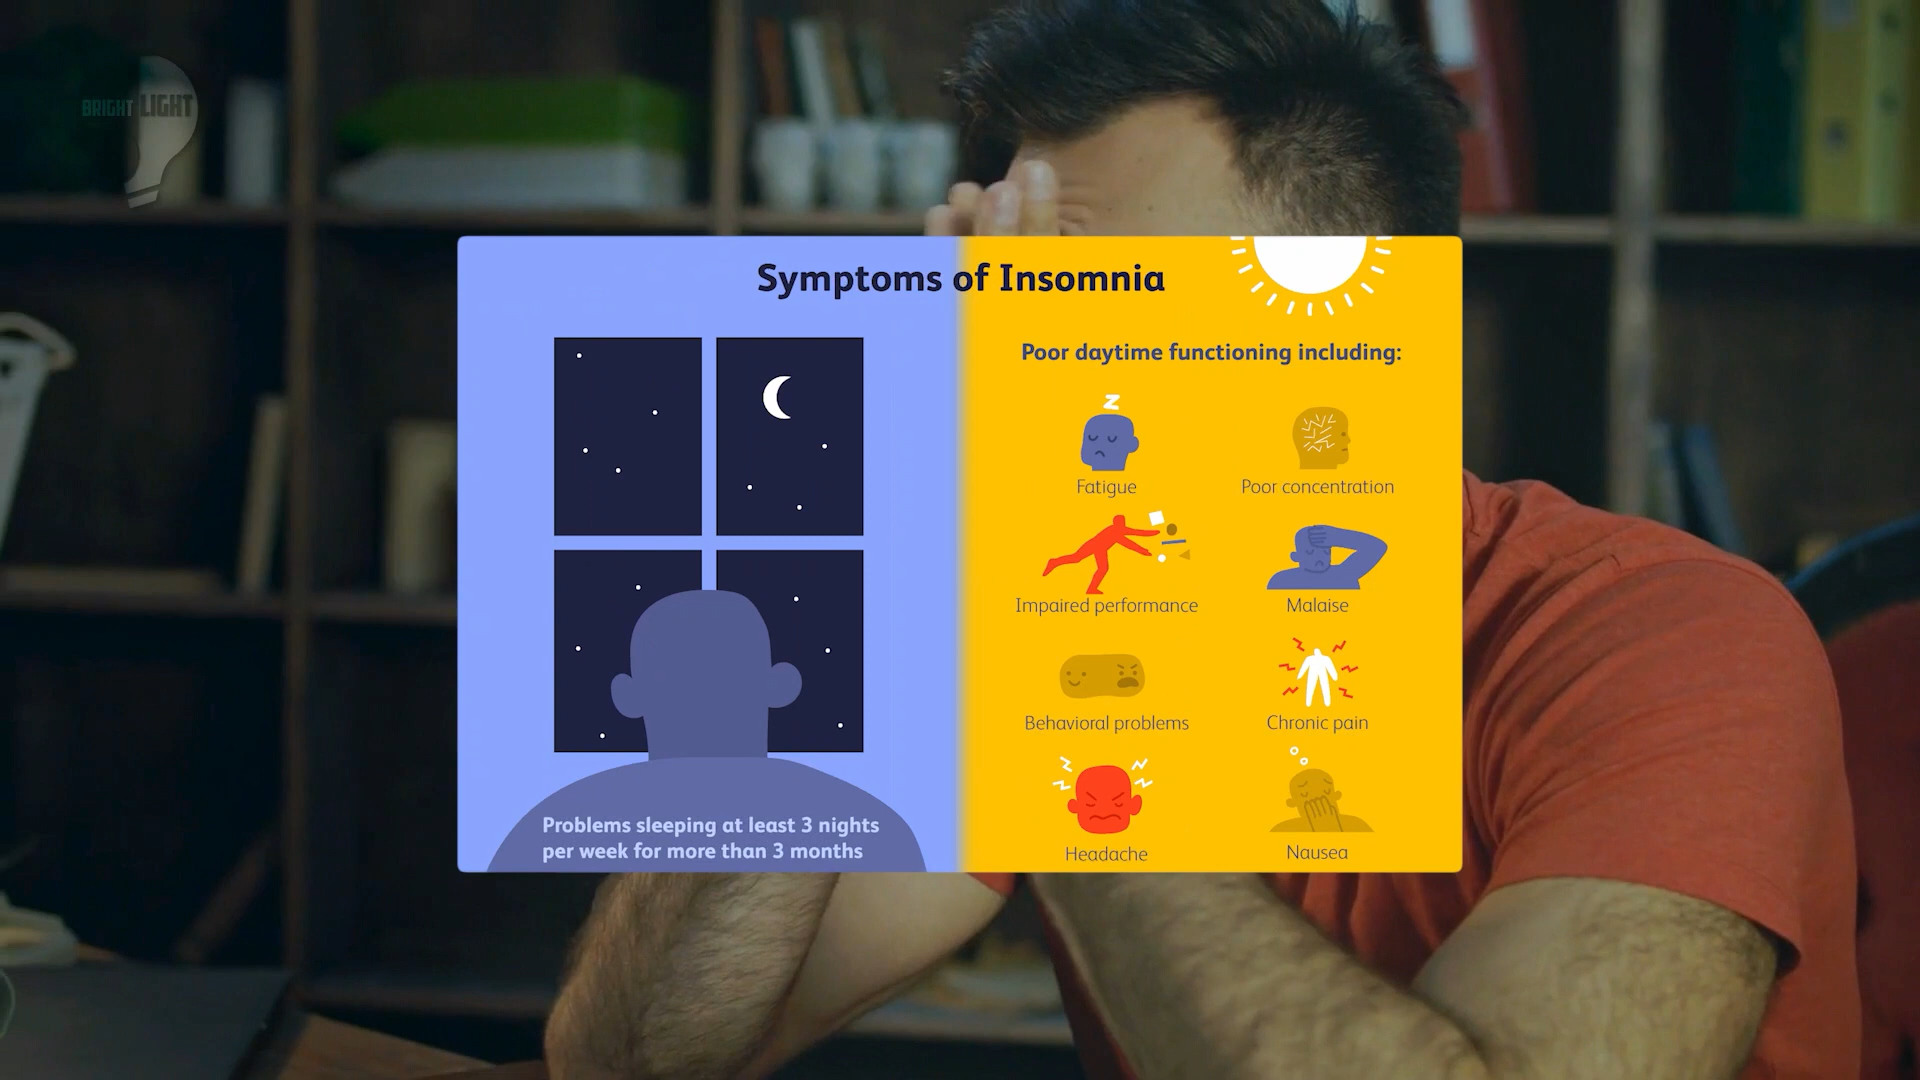 BRIGHT LIGHT
Symptoms of Insomnia
Problems sleeping at least 3 nights
per week for more than 3 months
Poor daytime functioning including:
Z
Fatigue
Poor concentration
Impaired performance
Malaise
Behavioral problems
Chronic pain
Headache
Nausea